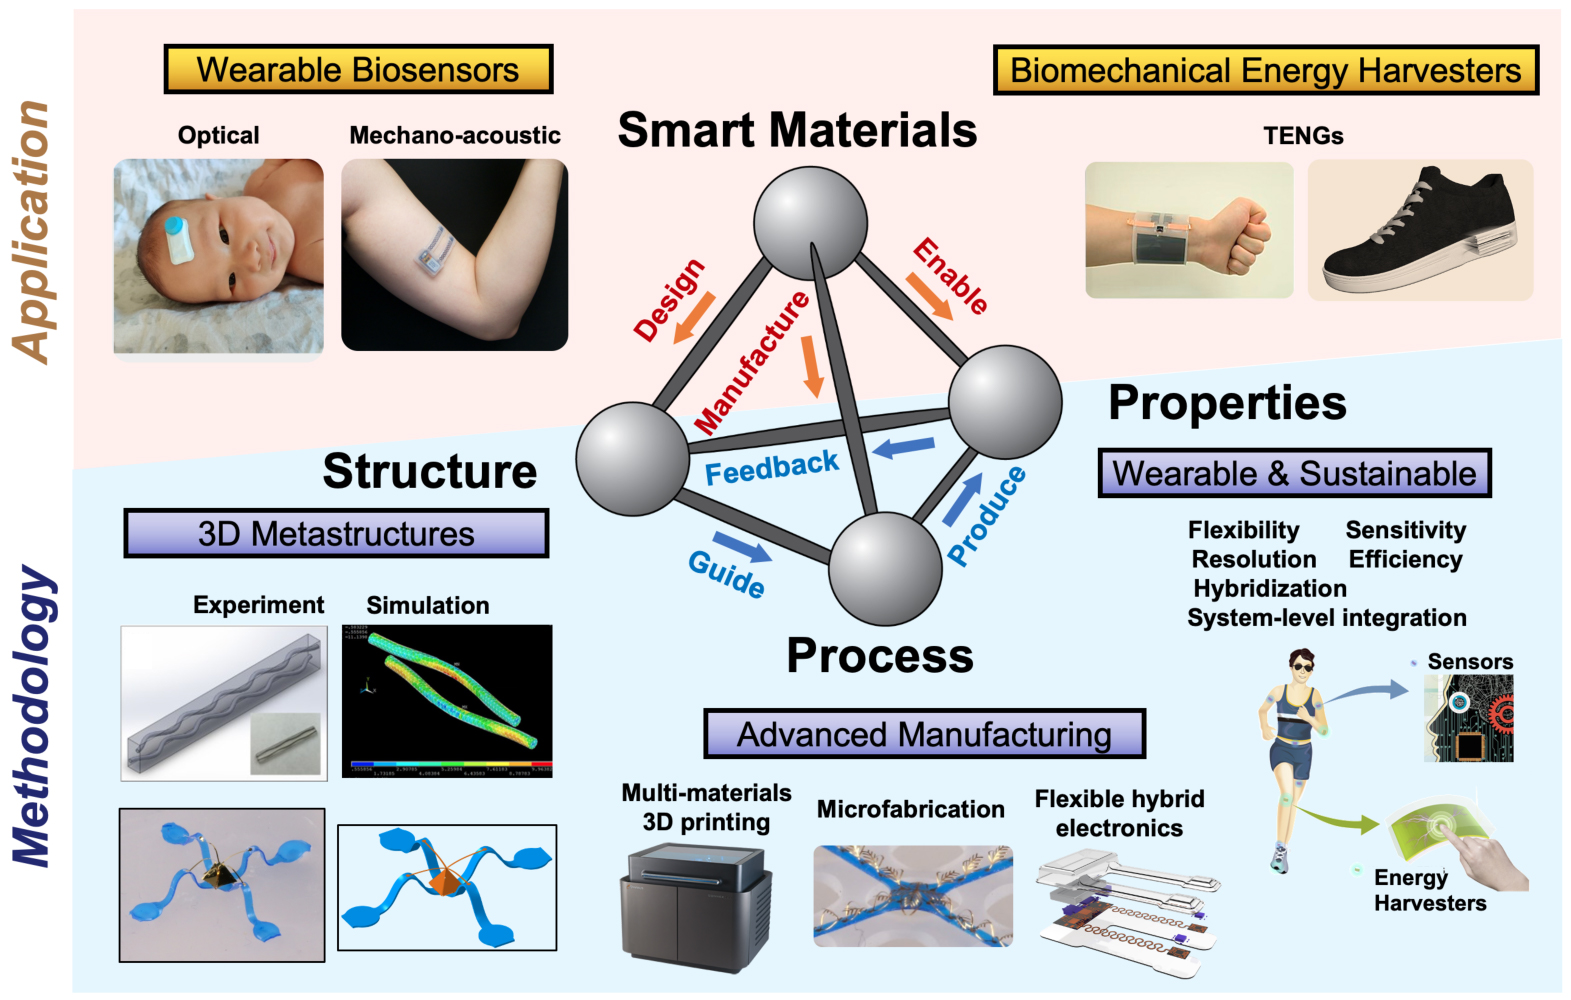 Application
Methodology
Wearable Biosensors
Optical
Mechano-acoustic
Smart Materials
Biomechanical Energy Harvesters
TENGs
Design
Manufacture
Enable
Feedback
Guide
Produce
Structure
3D Metastructures
Experiment
Simulation
Process
Advanced Manufacturing
Multi-materials
3D printing
Microfabrication
Flexible hybrid
electronics
Properties
Wearable & Sustainable
Flexibility Sensitivity
Resolution Efficiency
Hybridization
System-level integration
Sensors
Energy
Harvesters